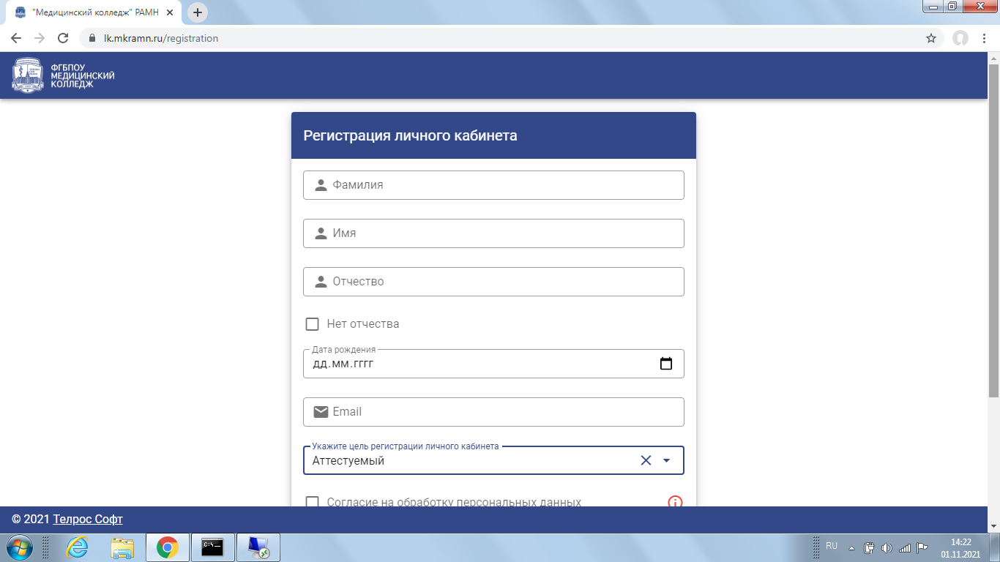 "Медицинский колледж" РАМН
lk.mkramn.ru/registration
ФГБПОУ
МЕДИЦИНСКИЙ
КОЛЛЕДЖ
Регистрация личного кабинета
Фамилия
Имя
Отчество
Нет отчества
Дата рождения
дд.мм.гггг
Email
Укажите цель регистрации личного кабинета
Аттестуемый
Согласие на обработку персональных данных
© 2021 Телрос Софт
RU
14:22
01.11.2021